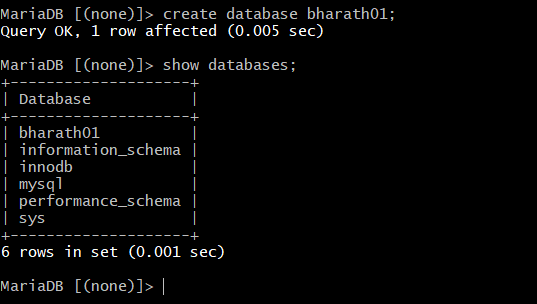 MariaDB [(none)]> create database bharath01;
Query OK, 1 row affected (0.005 sec)
MariaDB [(none)]> show databases;
+--------------------+
| Database           |
+--------------------+
| bharath01          |
| information_schema |
| innodb             |
| mysql              |
| performance_schema |
| sys                |
+--------------------+
6 rows in set (0.001 sec)
MariaDB [(none)]>